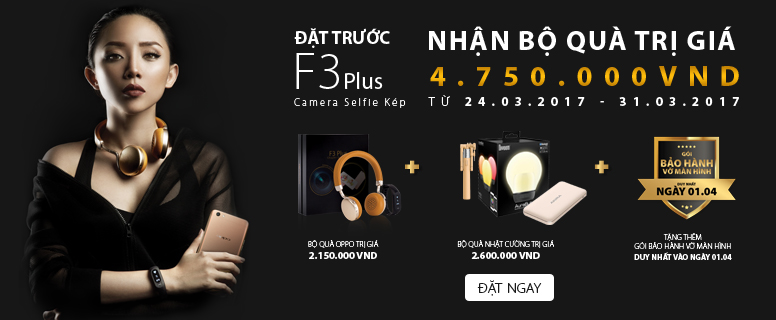 ĐẶT TRƯỚC
F3 Plus
Camera Selfie Kép
NHẬN BỘ QUÀ TRỊ GIÁ
4.750.000VND
TỪ 24.03.2017 - 31.03.2017
F3 Plus
GÓI
BẢO HÀNH
VỠ MÀN HÌNH
DUY NHẤT
NGÀY 01.04
BỘ QUÀ OPPO TRỊ GIÁ
2.150.000 VND
BỘ QUÀ NHẬT CƯỜNG TRỊ GIÁ
2.600.000 VND
TẶNG THÊM
GÓI BẢO HÀNH VỠ MÀN HÌNH
DUY NHẤT VÀO NGÀY 01.04
ĐẶT NGAY